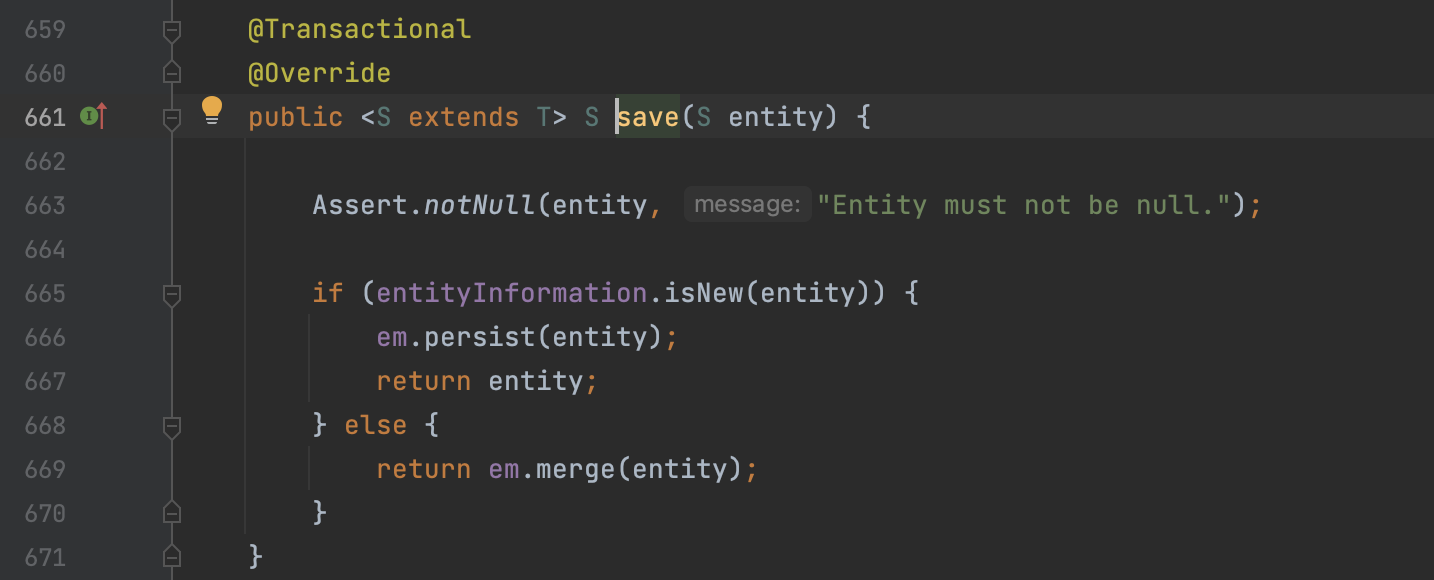 659 @Transactional
660 @Override
661 I public <S extends T> S save(S entity) {
662
663 Assert.notNull(entity, message: "Entity must not be null.");
664
665 if (entityInformation.isNew(entity)) {
666 em.persist(entity);
667 return entity;
668 } else {
669 return em.merge(entity);
670 }
671 }